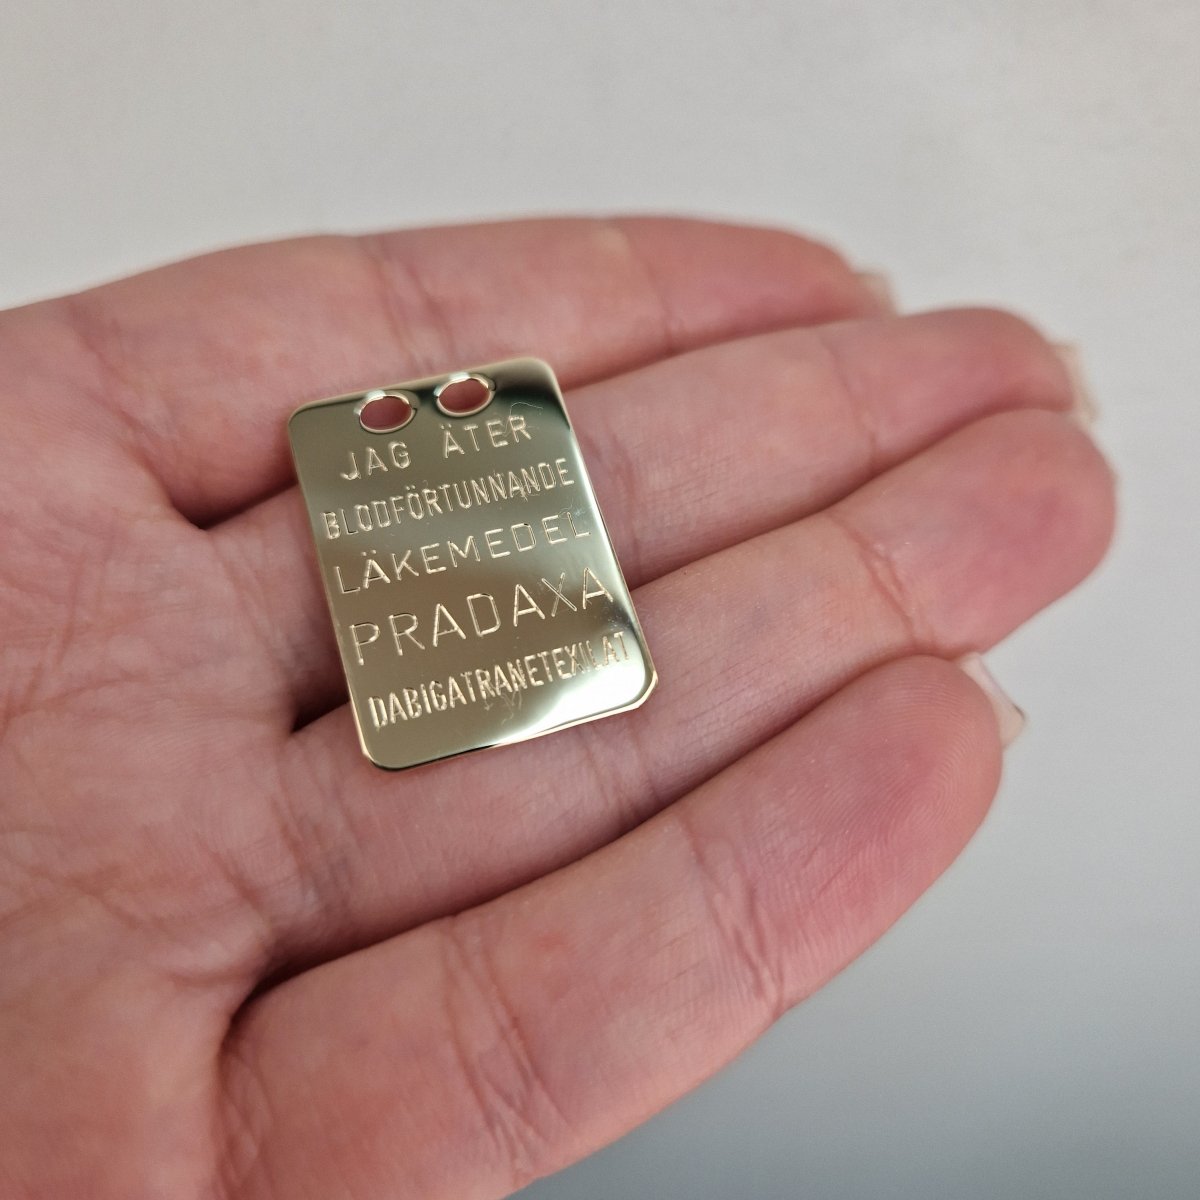 JAG ÄTER
BLODFÖRTUNNANDE
LÄKEMEDEL
PRADAXA
DABIGATRANETEXILAT